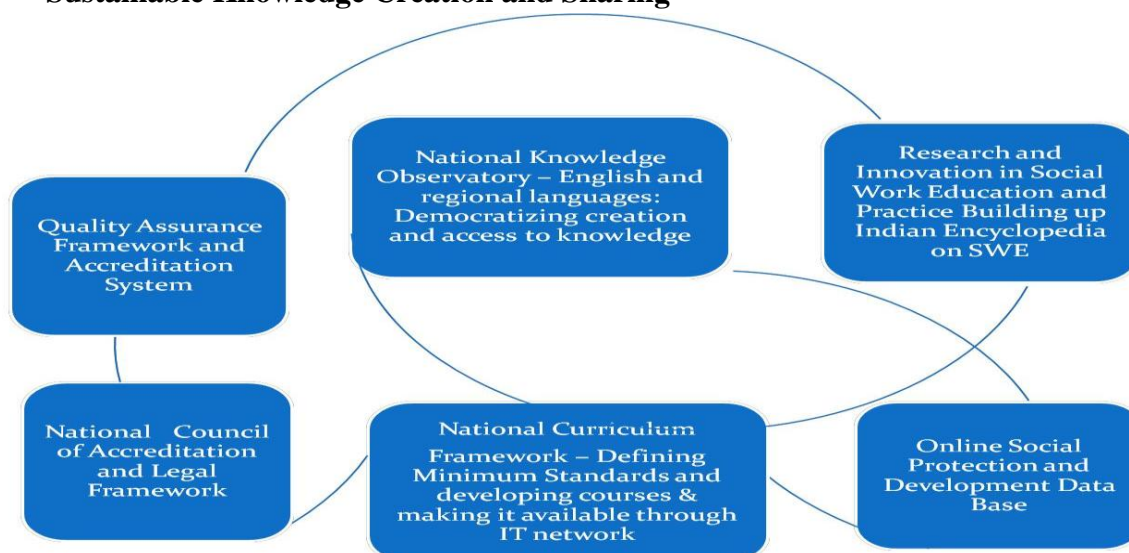 Sustainable Knowledge Creation and Sharing
National Knowledge
Observatory – English and
regional languages:
Democratizing creation
and access to knowledge
Research and
Innovation in Social
Work Education and
Practice Building up
Indian Encyclopedia
on SWE
Quality Assurance
Framework and
Accreditation
System
National Council
of Accreditation
and Legal
Framework
National Curriculum
Framework – Defining
Minimum Standards and
developing courses &
making it available through
IT network
Online Social
Protection and
Development Data
Base